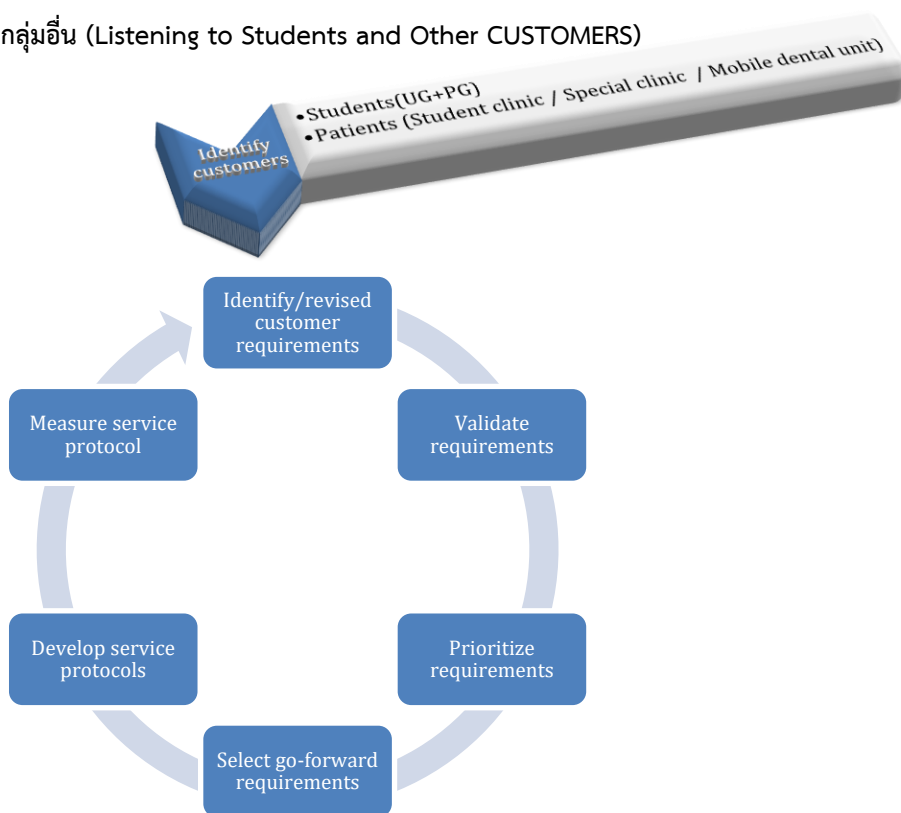 กลุ่มอื่น (Listening to Students and Other CUSTOMERS)
•Students(UG+PG)
•Patients (Student clinic / Special clinic / Mobile dental unit)
Identify
customers
Identify/revised
customer
requirements
Validate
requirements
Prioritize
requirements
Select go-forward
requirements
Develop service
protocols
Measure service
protocol